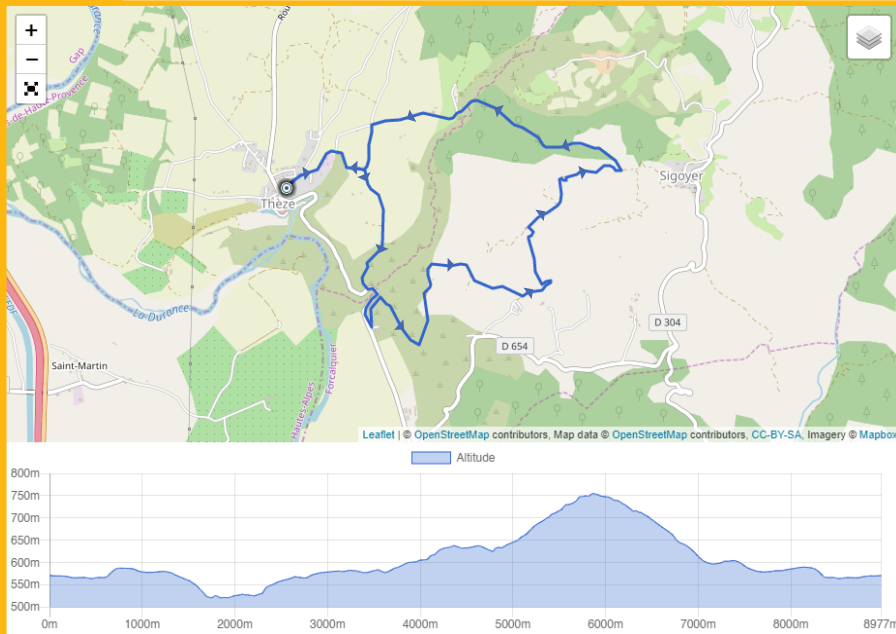 +
−
Durance
Gap
s-de-Haute-Provence
Rou
Thèze
Sigoyer
La Durance
D 304
D 654
Saint-Martin
Hautes-Alpes
Forcalquier
Leaflet | © OpenStreetMap contributors, Map data © OpenStreetMap contributors, CC-BY-SA, Imagery © Mapbox
Altitude
800m
750m
700m
650m
600m
550m
500m
0m 1000m 2000m 3000m 4000m 5000m 6000m 7000m 8000m 8977m